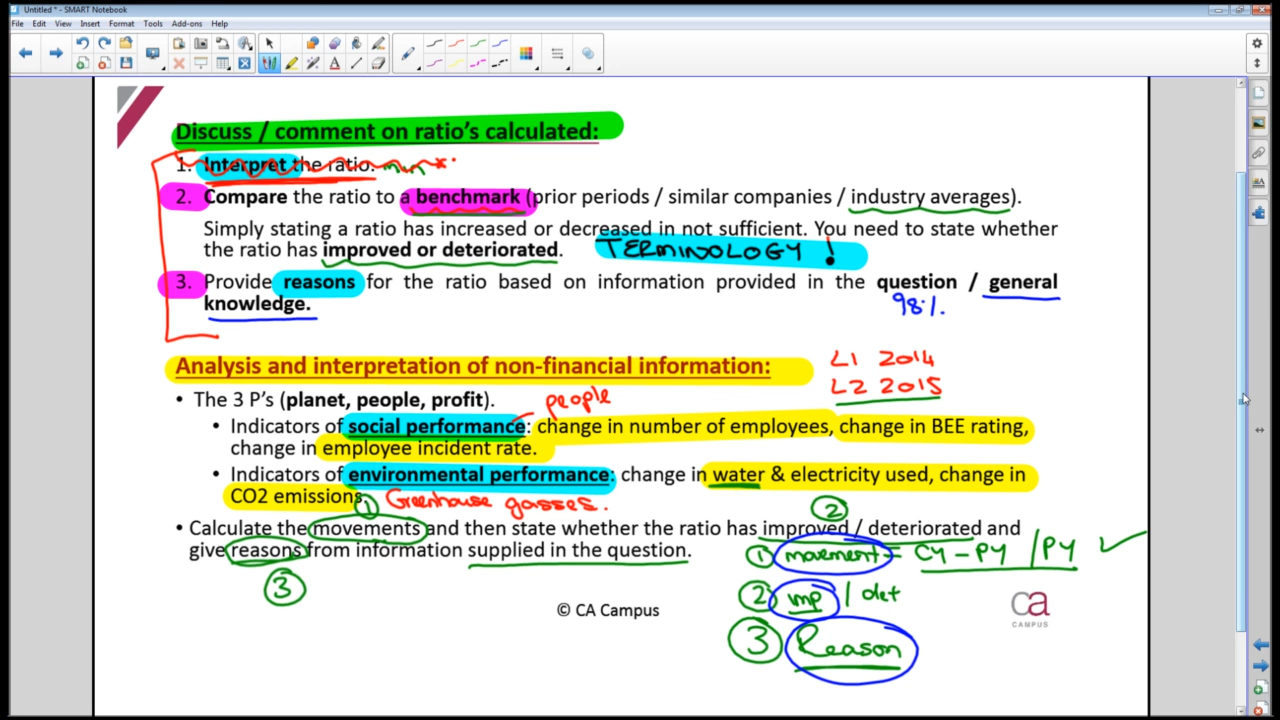 Untitled * - SMART Notebook
File Edit View Insert Format Tools Add-ons Help
Discuss / comment on ratio's calculated:
1. Interpret the ratio.
2. Compare the ratio to a benchmark (prior periods / similar companies / industry averages).
Simply stating a ratio has increased or decreased in not sufficient. You need to state whether
the ratio has improved or deteriorated. TERMINOLOGY !
3. Provide reasons for the ratio based on information provided in the question / general
knowledge. 98%.
Analysis and interpretation of non-financial information:
L1 2014
L2 2015
• The 3 P's (planet, people, profit). people
• Indicators of social performance: change in number of employees, change in BEE rating,
change in employee incident rate.
• Indicators of environmental performance: change in water & electricity used, change in
CO2 emissions. Greenhouse gasses.
① ②
• Calculate the movements and then state whether the ratio has improved / deteriorated and
give reasons from information supplied in the question.
③
① movement = CY - PY / PY ✓
② imp / det
③ Reason
© CA Campus
ca
CAMPUS